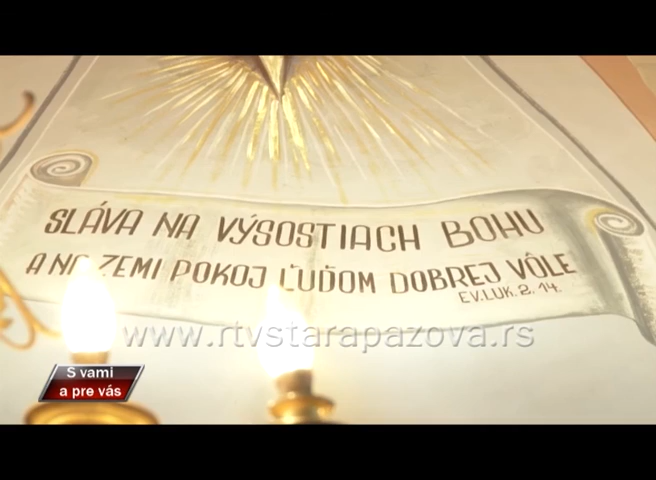 SLÁVA NA VÝSOSTIACH BOHU
A NA ZEMI POKOJ ĽUĎOM DOBREJ VÔLE
EV.LUK. 2. 14.
www.rtvstarapazova.rs
S vami
a pre vás